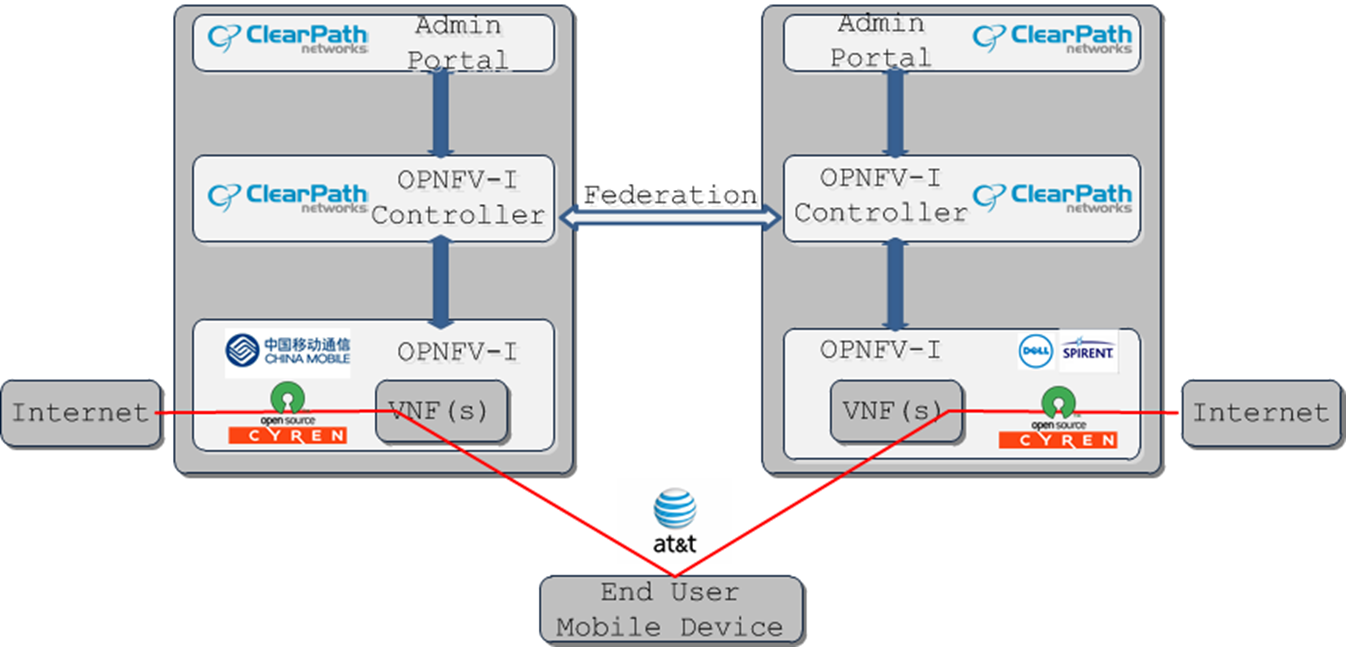 ClearPath
networks
Admin
Portal
Admin
Portal
ClearPath
networks
ClearPath
networks
OPNFV-I
Controller
Federation
OPNFV-I
Controller
ClearPath
networks
中国移动通信
CHINA MOBILE
OPNFV-I
OPNFV-I
DELL
SPIRENT
Internet
open source
CYREN
VNF(s)
VNF(s)
open source
CYREN
Internet
at&t
End User
Mobile Device